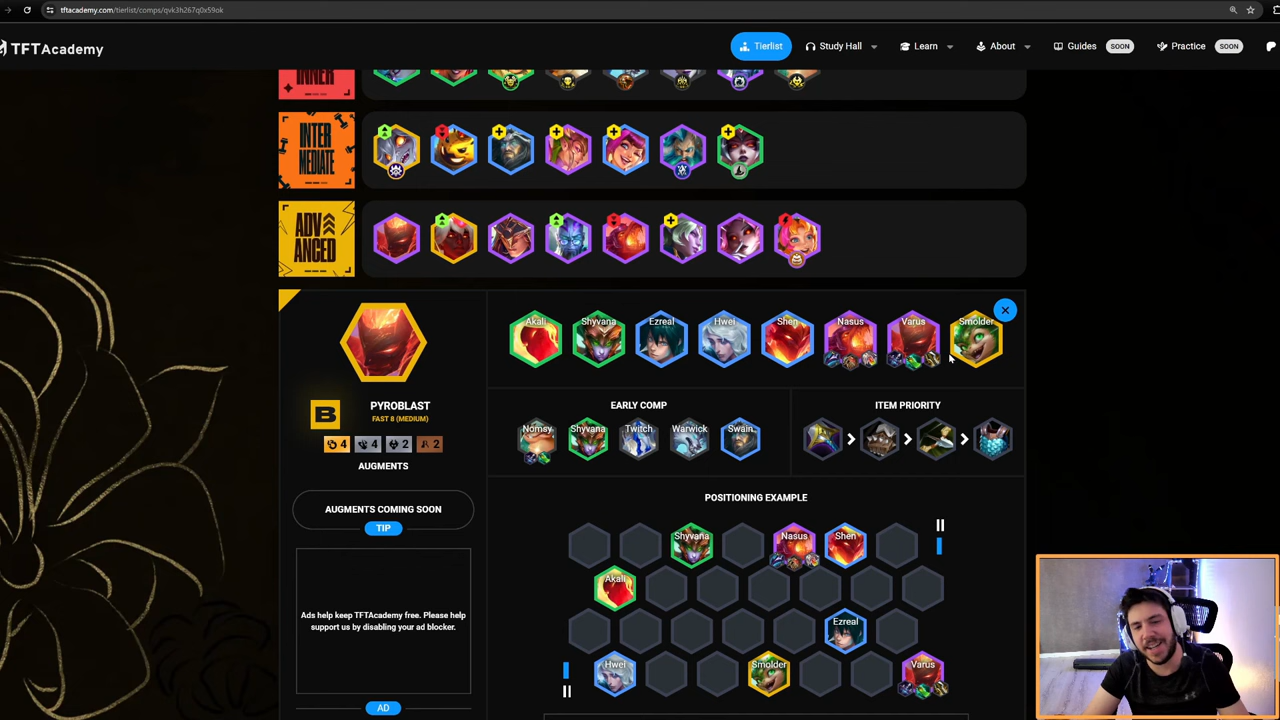 tftacademy.com/tierlist/comps/qvk3h267q0x59ok
TFTAcademy
Tierlist
Study Hall
Learn
About
Guides
SOON
Practice
SOON
INNER
INTER
MEDIATE
ADV
ANCED
Akali
Shyvana
Ezreal
Hwei
Shen
Nasus
Varus
Smolder
B
PYROBLAST
FAST 8 (MEDIUM)
4
4
2
2
AUGMENTS
AUGMENTS COMING SOON
TIP
Ads help keep TFTAcademy free. Please help
support us by disabling your ad blocker.
AD
EARLY COMP
Nomsy
Shyvana
Twitch
Warwick
Swain
ITEM PRIORITY
POSITIONING EXAMPLE
Shyvana
Nasus
Shen
Akali
Ezreal
Hwei
Smolder
Varus